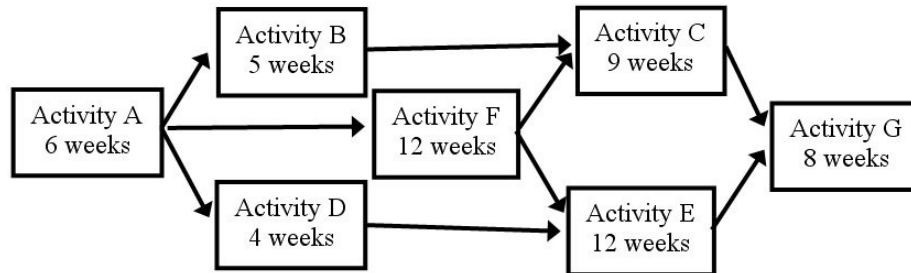 Activity B
5 weeks
Activity C
9 weeks
Activity A
6 weeks
Activity F
12 weeks
Activity G
8 weeks
Activity D
4 weeks
Activity E
12 weeks